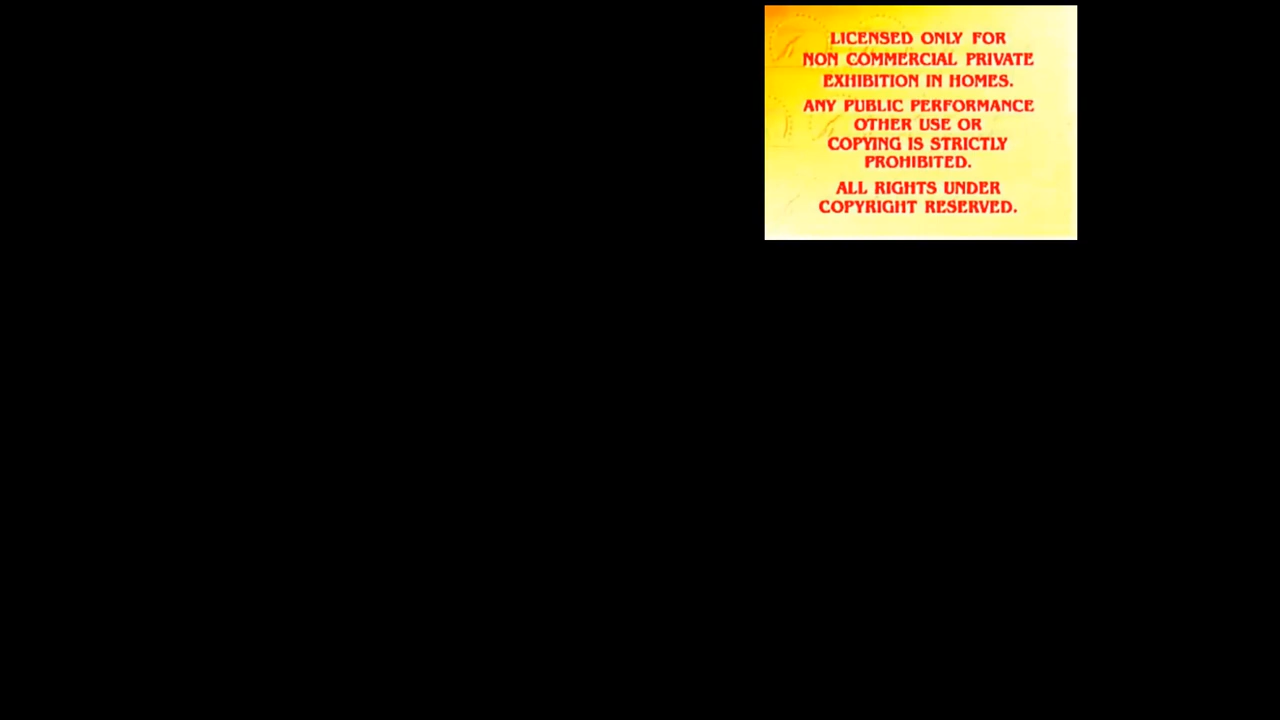 LICENSED ONLY FOR
NON COMMERCIAL PRIVATE
EXHIBITION IN HOMES.
ANY PUBLIC PERFORMANCE
OTHER USE OR
COPYING IS STRICTLY
PROHIBITED.
ALL RIGHTS UNDER
COPYRIGHT RESERVED.